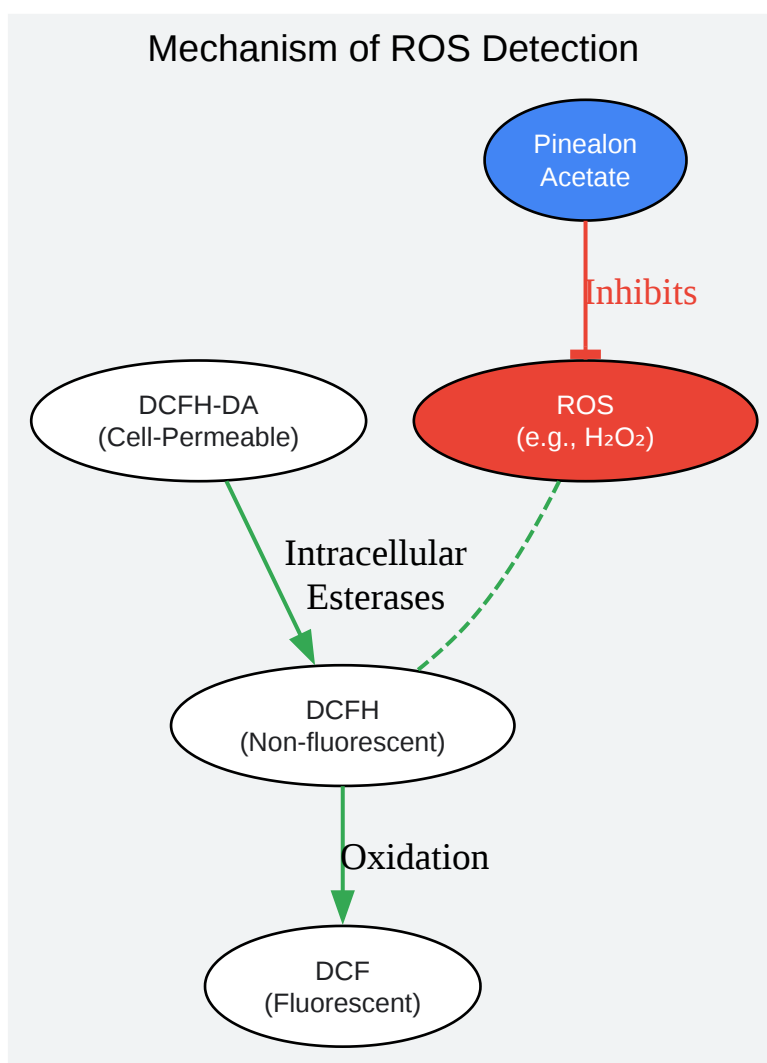 Mechanism of ROS Detection
Pinealon
Acetate
Inhibits
DCFH-DA
(Cell-Permeable)
ROS
(e.g., H₂O₂)
Intracellular
Esterases
DCFH
(Non-fluorescent)
Oxidation
DCF
(Fluorescent)